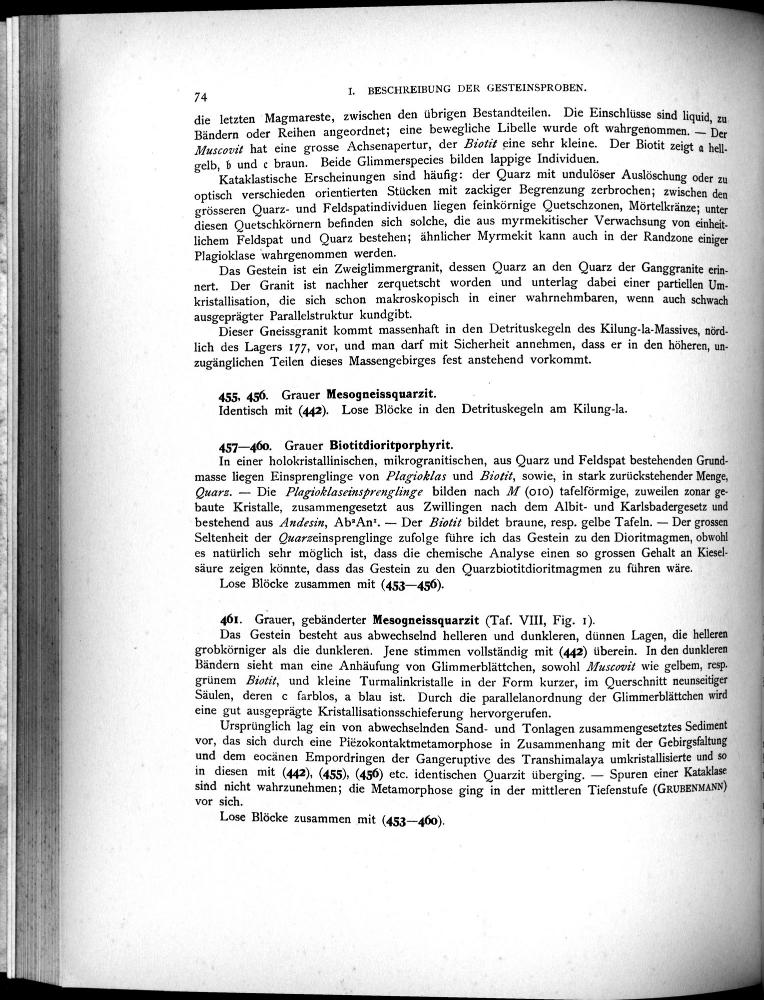 74
I. BESCHREIBUNG DER GESTEINSPROBEN.
die letzten Magmareste, zwischen den übrigen Bestandteilen. Die Einschlüsse sind liquid, zu
Bändern oder Reihen angeordnet; eine bewegliche Libelle wurde oft wahrgenommen. — Der
Muscovit hat eine grosse Achsenapertur, der Biotit eine sehr kleine. Der Biotit zeigt a hell-
gelb, b und c braun. Beide Glimmerspecies bilden lappige Individuen.
Kataklastische Erscheinungen sind häufig: der Quarz mit undulöser Auslöschung oder zu
optisch verschieden orientierten Stücken mit zackiger Begrenzung zerbrochen; zwischen den
grösseren Quarz- und Feldspatindividuen liegen feinkörnige Quetschzonen, Mörtelkränze; unter
diesen Quetschkörnern befinden sich solche, die aus myrmekitischer Verwachsung von einheit-
lichem Feldspat und Quarz bestehen; ähnlicher Myrmekit kann auch in der Randzone einiger
Plagioklase wahrgenommen werden.
Das Gestein ist ein Zweiglimmergranit, dessen Quarz an den Quarz der Ganggranite erin-
nert. Der Granit ist nachher zerquetscht worden und unterlag dabei einer partiellen Um-
kristallisation, die sich schon makroskopisch in einer wahrnehmbaren, wenn auch schwach
ausgeprägter Parallelstruktur kundgibt.
Dieser Gneissgranit kommt massenhaft in den Detrituskegeln des Kilung-la-Massives, nörd-
lich des Lagers 177, vor, und man darf mit Sicherheit annehmen, dass er in den höheren, un-
zugänglichen Teilen dieses Massengebirges fest anstehend vorkommt.
455, 456. Grauer Mesogneissquarzit.
Identisch mit (442). Lose Blöcke in den Detrituskegeln am Kilung-la.
457—460. Grauer Biotitdioritporphyrit.
In einer holokristallinischen, mikrogranitischen, aus Quarz und Feldspat bestehenden Grund-
masse liegen Einsprenglinge von Plagioklas und Biotit, sowie, in stark zurückstehender Menge,
Quarz. — Die Plagioklaseinsprenglinge bilden nach M (010) tafelförmige, zuweilen zonar ge-
baute Kristalle, zusammengesetzt aus Zwillingen nach dem Albit- und Karlsbadergesetz und
bestehend aus Andesin, Ab²An¹. — Der Biotit bildet braune, resp. gelbe Tafeln. — Der grossen
Seltenheit der Quarzeinsprenglinge zufolge führe ich das Gestein zu den Dioritmagmen, obwohl
es natürlich sehr möglich ist, dass die chemische Analyse einen so grossen Gehalt an Kiesel-
säure zeigen könnte, dass das Gestein zu den Quarzbiotitdioritmagmen zu führen wäre.
Lose Blöcke zusammen mit (453—456).
461. Grauer, gebänderter Mesogneissquarzit (Taf. VIII, Fig. 1).
Das Gestein besteht aus abwechselnd helleren und dunkleren, dünnen Lagen, die helleren
grobkörniger als die dunkleren. Jene stimmen vollständig mit (442) überein. In den dunkleren
Bändern sieht man eine Anhäufung von Glimmerblättchen, sowohl Muscovit wie gelbem, resp.
grünem Biotit, und kleine Turmalinkristalle in der Form kurzer, im Querschnitt neunseitiger
Säulen, deren c farblos, a blau ist. Durch die parallelanordnung der Glimmerblättchen wird
eine gut ausgeprägte Kristallisationsschieferung hervorgerufen.
Ursprünglich lag ein von abwechselnden Sand- und Tonlagen zusammengesetztes Sediment
vor, das sich durch eine Piëzokontaktmetamorphose in Zusammenhang mit der Gebirgsfaltung
und dem eocänen Empordringen der Gangeruptive des Transhimalaya umkristallisierte und so
in diesen mit (442), (455), (456) etc. identischen Quarzit überging. — Spuren einer Kataklase
sind nicht wahrzunehmen; die Metamorphose ging in der mittleren Tiefenstufe (GRUBENMANN)
vor sich.
Lose Blöcke zusammen mit (453—460).